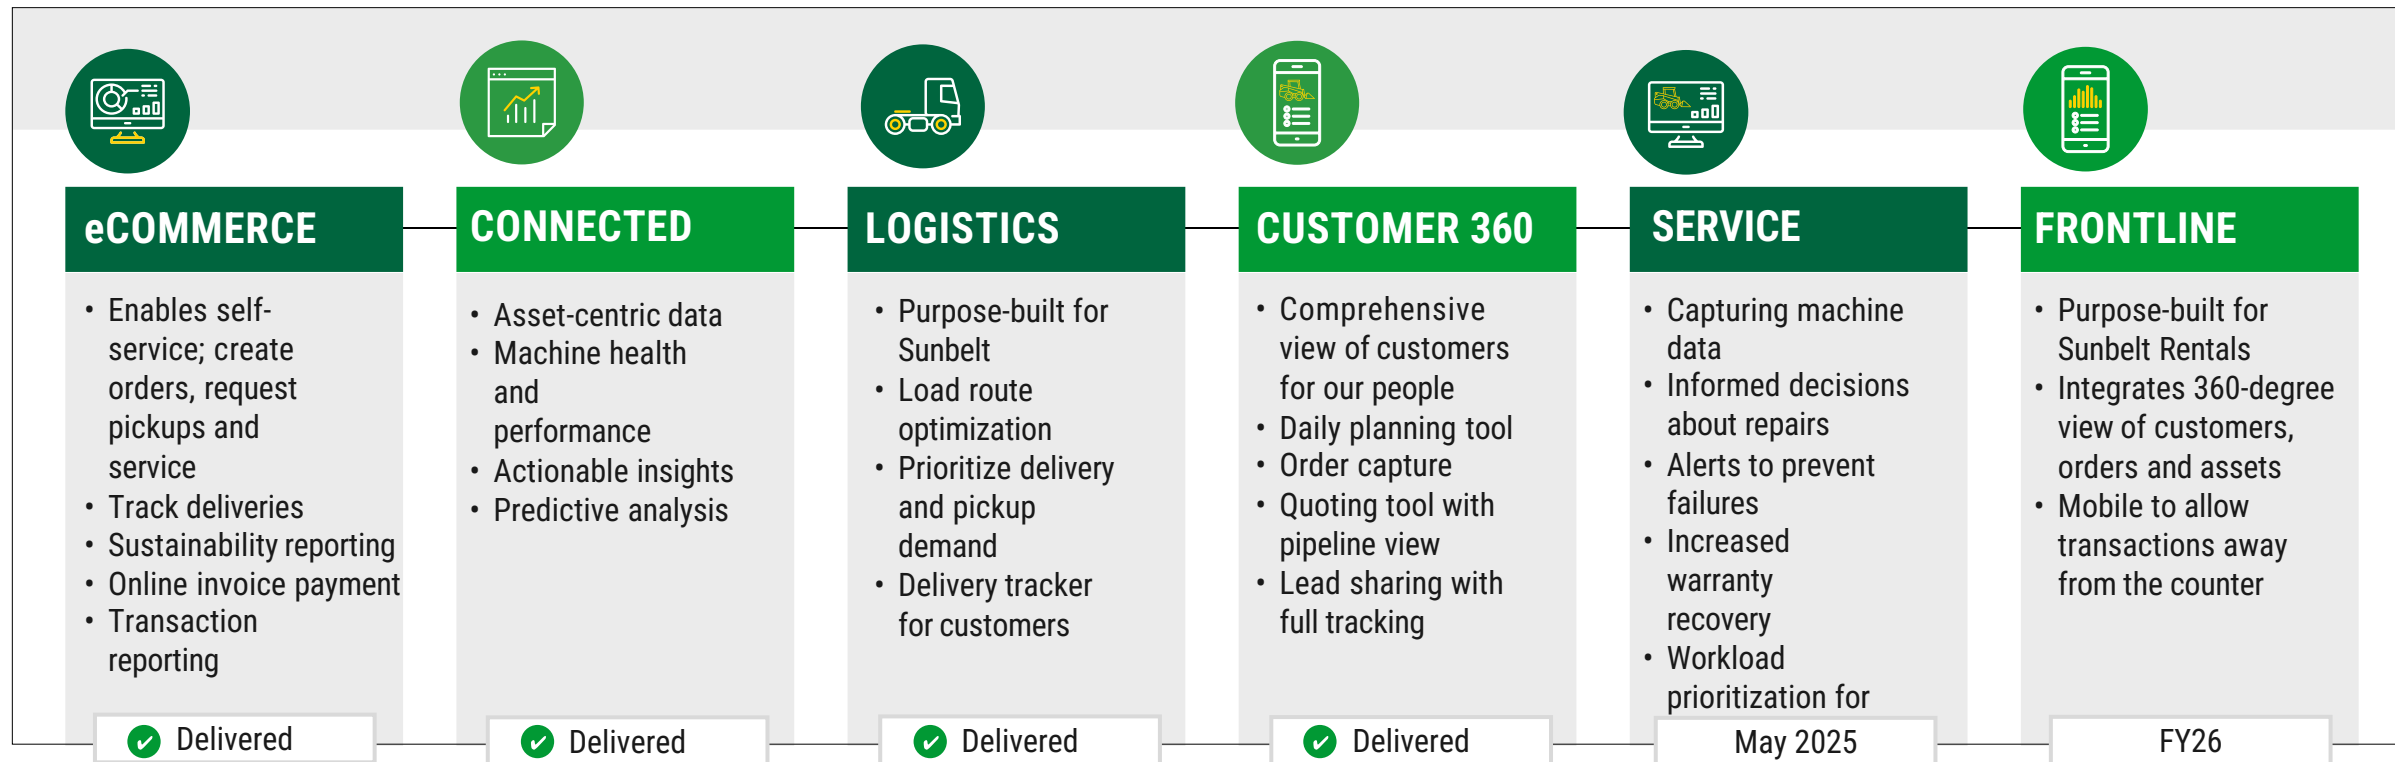 eCOMMERCE
• Enables self-
service; create
orders, request
pickups and
service
• Track deliveries
• Sustainability reporting
• Online invoice payment
• Transaction
reporting
Delivered
CONNECTED
• Asset-centric data
• Machine health
and
performance
• Actionable insights
• Predictive analysis
Delivered
LOGISTICS
• Purpose-built for
Sunbelt
• Load route
optimization
• Prioritize delivery
and pickup
demand
• Delivery tracker
for customers
Delivered
CUSTOMER 360
• Comprehensive
view of customers
for our people
• Daily planning tool
• Order capture
• Quoting tool with
pipeline view
• Lead sharing with
full tracking
Delivered
SERVICE
• Capturing machine
data
• Informed decisions
about repairs
• Alerts to prevent
failures
• Increased
warranty
recovery
• Workload
prioritization for
May 2025
FRONTLINE
• Purpose-built for
Sunbelt Rentals
• Integrates 360-degree
view of customers,
orders and assets
• Mobile to allow
transactions away
from the counter
FY26